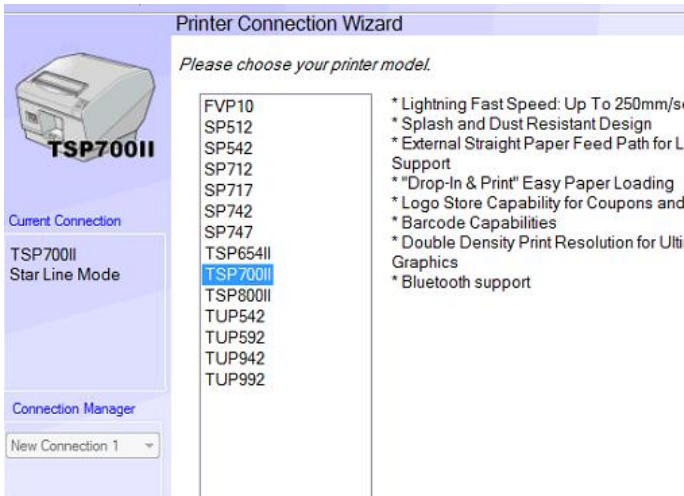 Printer Connection Wizard
Please choose your printer model.
TSP700II
Current Connection
TSP700II
Star Line Mode
Connection Manager
New Connection 1
FVP10
SP512
SP542
SP712
SP717
SP742
SP747
TSP654II
TSP700II
TSP800II
TUP542
TUP592
TUP942
TUP992
* Lightning Fast Speed: Up To 250mm/s
* Splash and Dust Resistant Design
* External Straight Paper Feed Path for L
Support
* "Drop-In & Print" Easy Paper Loading
* Logo Store Capability for Coupons and
* Barcode Capabilities
* Double Density Print Resolution for Ulti
Graphics
* Bluetooth support